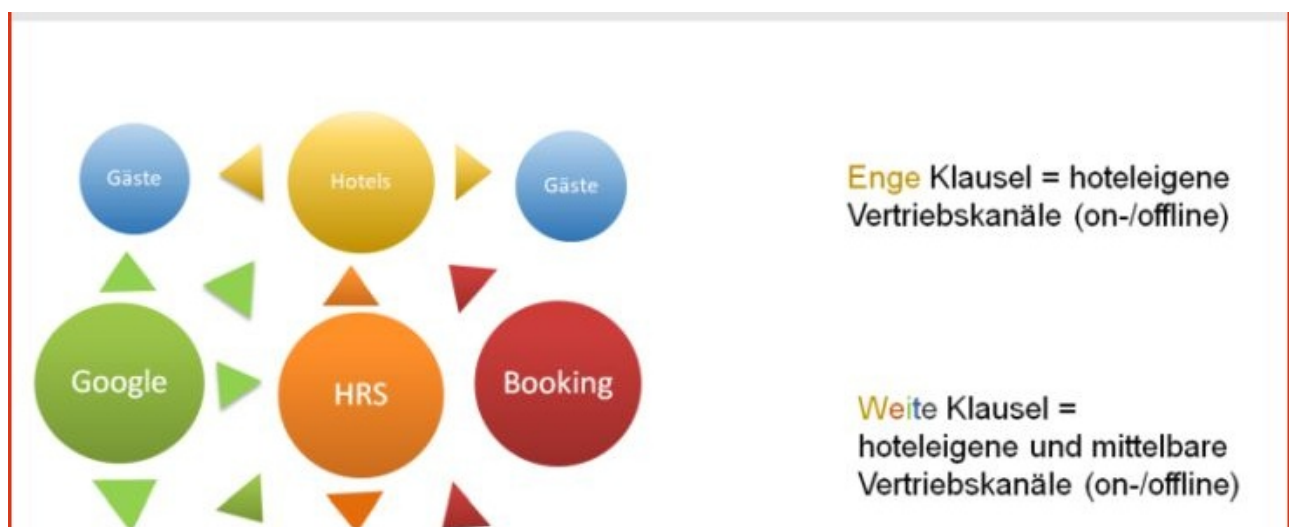 Gäste
Hotels
Gäste
Enge Klausel = hoteleigene
Vertriebskanäle (on-/offline)
Google
HRS
Booking
Weite Klausel =
hoteleigene und mittelbare
Vertriebskanäle (on-/offline)